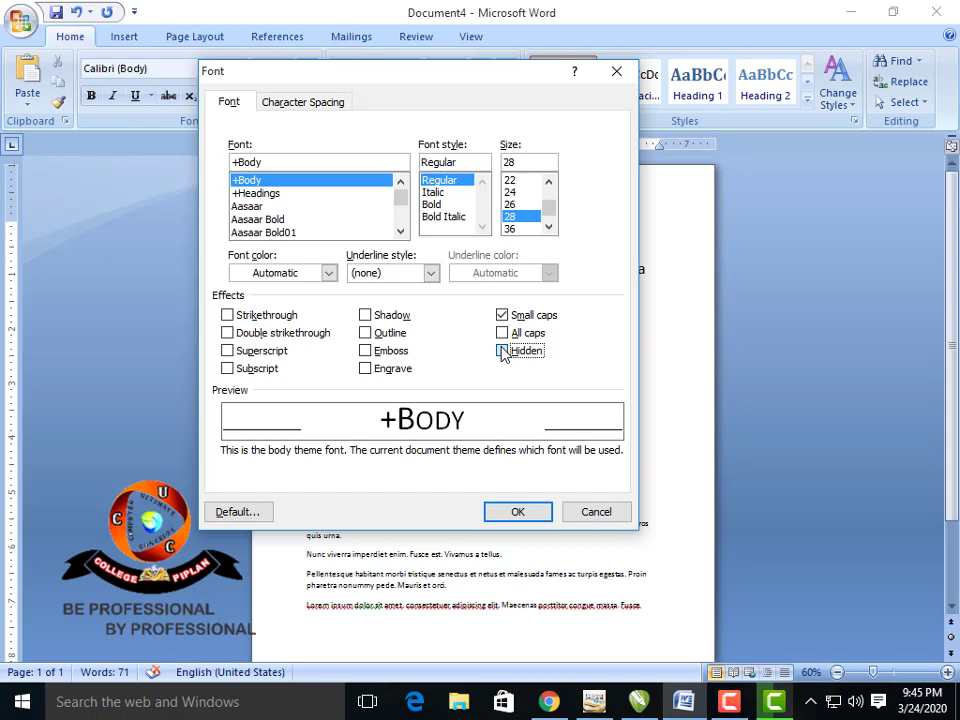 Document4 - Microsoft Word
Home Insert Page Layout References Mailings Review View
Paste
Clipboard
Calibri (Body)
B I U abc
Heading 1
Heading 2
Change Styles
Styles
Find
Replace
Select
Editing
Font
Font Character Spacing
Font: Font style: Size:
+Body Regular 28
+Body Regular 22
+Headings Italic 24
Aasaar Bold 26
Aasaar Bold Bold Italic 28
Aasaar Bold01 36
Font color: Underline style: Underline color:
Automatic (none) Automatic
Effects
Strikethrough Shadow Small caps
Double strikethrough Outline All caps
Superscript Emboss Hidden
Subscript Engrave
Preview
+BODY
This is the body theme font. The current document theme defines which font will be used.
Default... OK Cancel
quis urna.
Nunc viverra imperdiet enim. Fusce est. Vivamus a tellus.
Pellentesque habitant morbi tristique senectus et netus et malesuada fames ac turpis egestas. Proin
pharetra nonummy pede. Mauris et orci.
Lorem ipsum dolor sit amet, consectetuer adipiscing elit. Maecenas porttitor congue massa. Fusce.
U
C C
ULTIMATE
COLLEGE PIPLAN
BE PROFESSIONAL
BY PROFESSIONAL
Page: 1 of 1 Words: 71 English (United States) 60%
Search the web and Windows
9:45 PM
3/24/2020